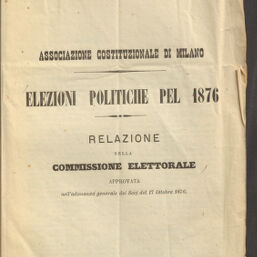 ASSOCIAZIONE COSTITUZIONALE DI MILANO
ELEZIONI POLITICHE PEL 1876
RELAZIONE
DELLA
COMMISSIONE ELETTORALE
APPROVATA
nell'adunanza generale dei Soci del 17 Ottobre 1876.